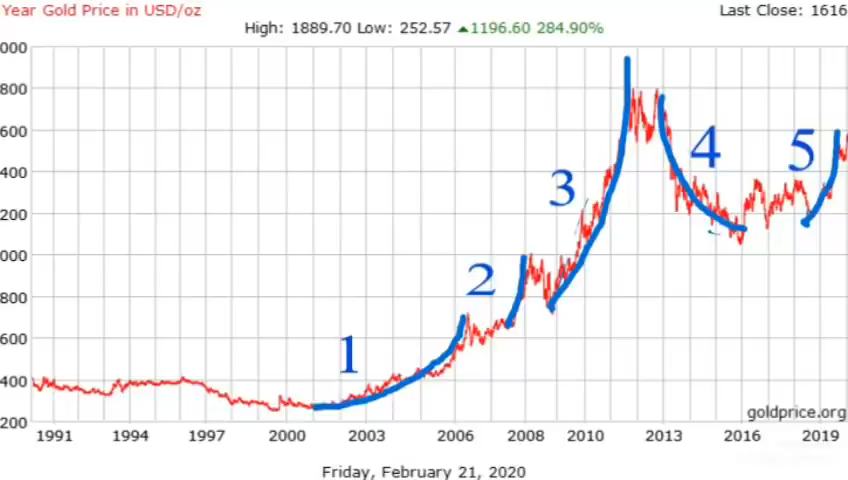 Year Gold Price in USD/oz
Last Close: 1616
High: 1889.70 Low: 252.57 ▲1196.60 284.90%
000
800
600
400
200
000
800
600
400
200
1
2
3
4
5
goldprice.org
1991 1994 1997 2000 2003 2006 2008 2010 2013 2016 2019
Friday, February 21, 2020